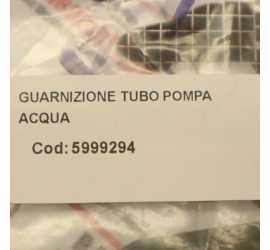 GUARNIZIONE TUBO POMPA
ACQUA
Cod: 5999294